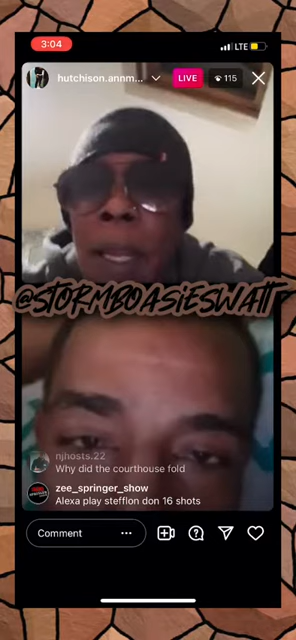 3:04
LTE
hutchison.annm...
LIVE
115
@STORMBOASIESWATT
njhosts.22
Why did the courthouse fold
zee_springer_show
Alexa play stefflon don 16 shots
Comment